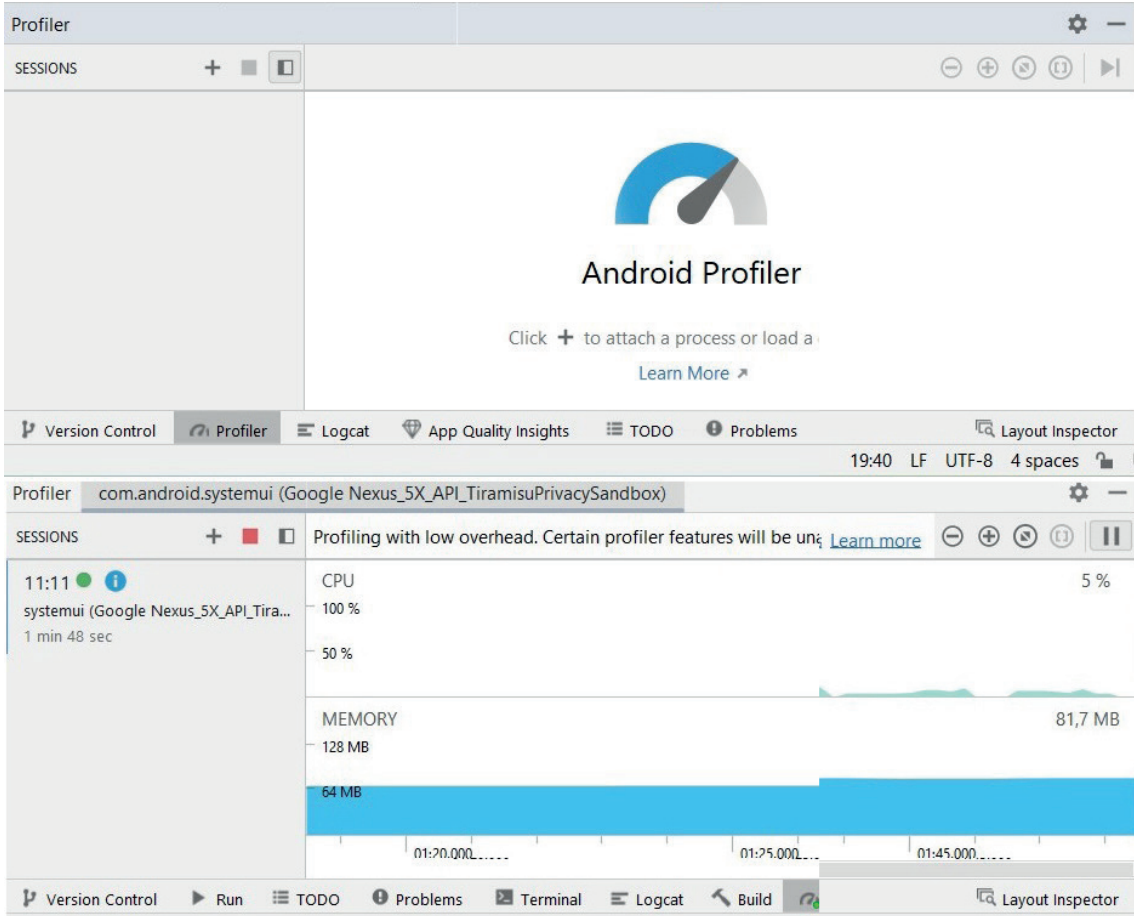 Profiler
SESSIONS
Android Profiler
Click + to attach a process or load a
Learn More
Version Control Profiler Logcat App Quality Insights TODO Problems Layout Inspector
19:40 LF UTF-8 4 spaces
Profiler com.android.systemui (Google Nexus_5X_API_TiramisuPrivacySandbox)
SESSIONS Profiling with low overhead. Certain profiler features will be Learn more
11:11 CPU 5 %
systemui (Google Nexus_5X_API_Tira... 100 %
1 min 48 sec
50 %
MEMORY 81,7 MB
128 MB
64 MB
01:20.000 01:25.000 01:45.000
Version Control Run TODO Problems Terminal Logcat Build Layout Inspector